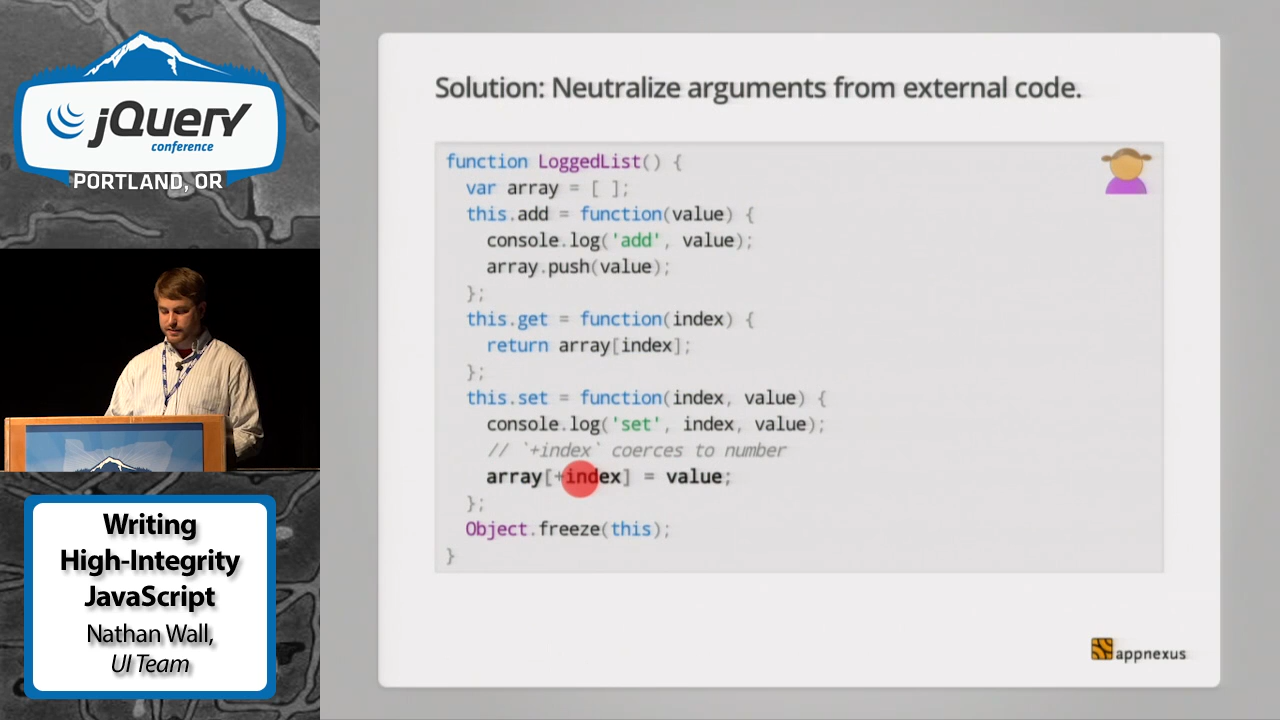 jQuery
conference
PORTLAND, OR
Writing
High-Integrity
JavaScript
Nathan Wall,
UI Team
Solution: Neutralize arguments from external code.
function LoggedList() {
var array = [ ];
this.add = function(value) {
console.log('add', value);
array.push(value);
};
this.get = function(index) {
return array[index];
};
this.set = function(index, value) {
console.log('set', index, value);
// `+index` coerces to number
array[+index] = value;
};
Object.freeze(this);
}
appnexus